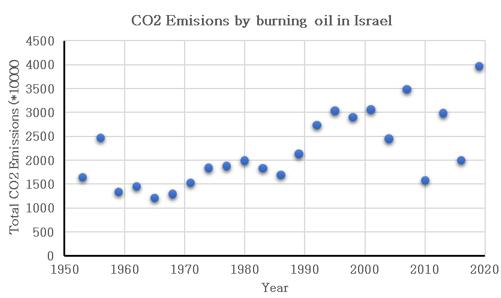 CO2 Emisions by burning oil in Israel
Total CO2 Emissions (*10000
4500
4000
3500
3000
2500
2000
1500
1000
500
0
1950 1960 1970 1980 1990 2000 2010 2020
Year